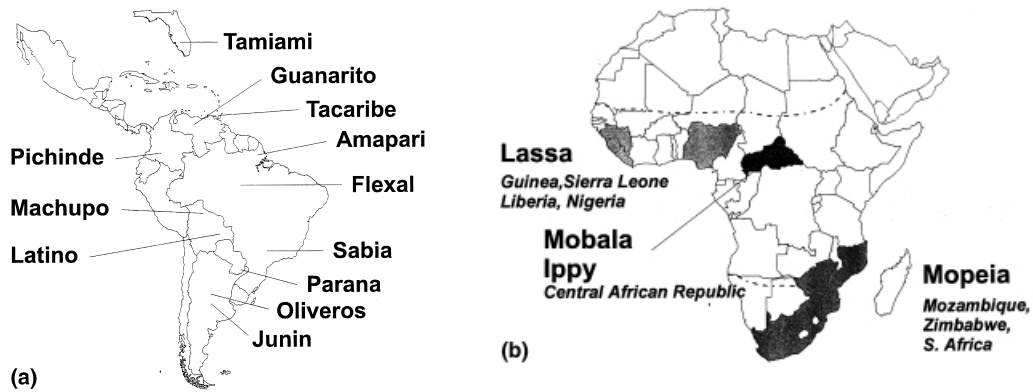 Tamiami
Guanarito
Tacaribe
Amapari
Pichinde
Flexal
Machupo
Latino
Sabia
Parana
Oliveros
Junin
(a)
Lassa
Guinea,Sierra Leone
Liberia, Nigeria
Mobala
Ippy
Central African Republic
Mopeia
Mozambique,
Zimbabwe,
S. Africa
(b)